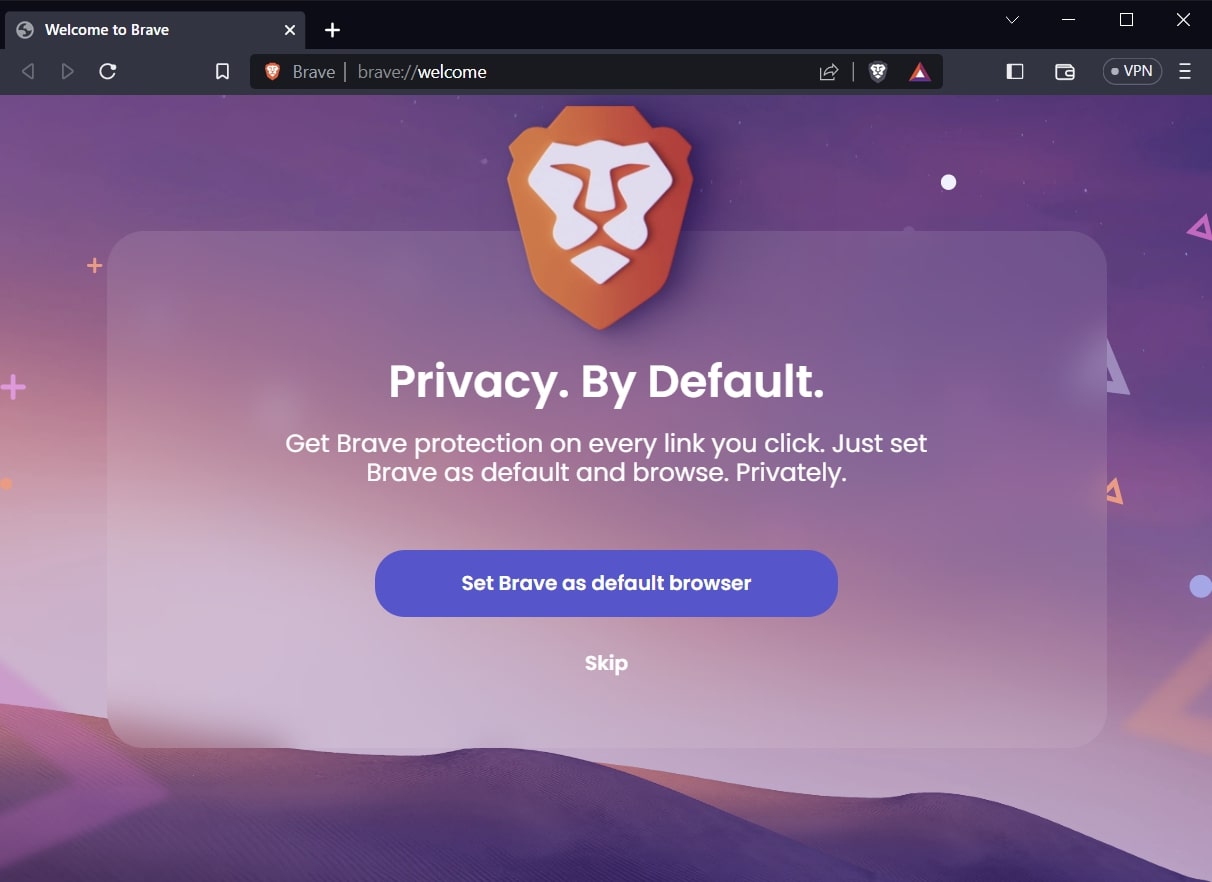 Welcome to Brave
Brave | brave://welcome
VPN
Privacy. By Default.
Get Brave protection on every link you click. Just set
Brave as default and browse. Privately.
Set Brave as default browser
Skip